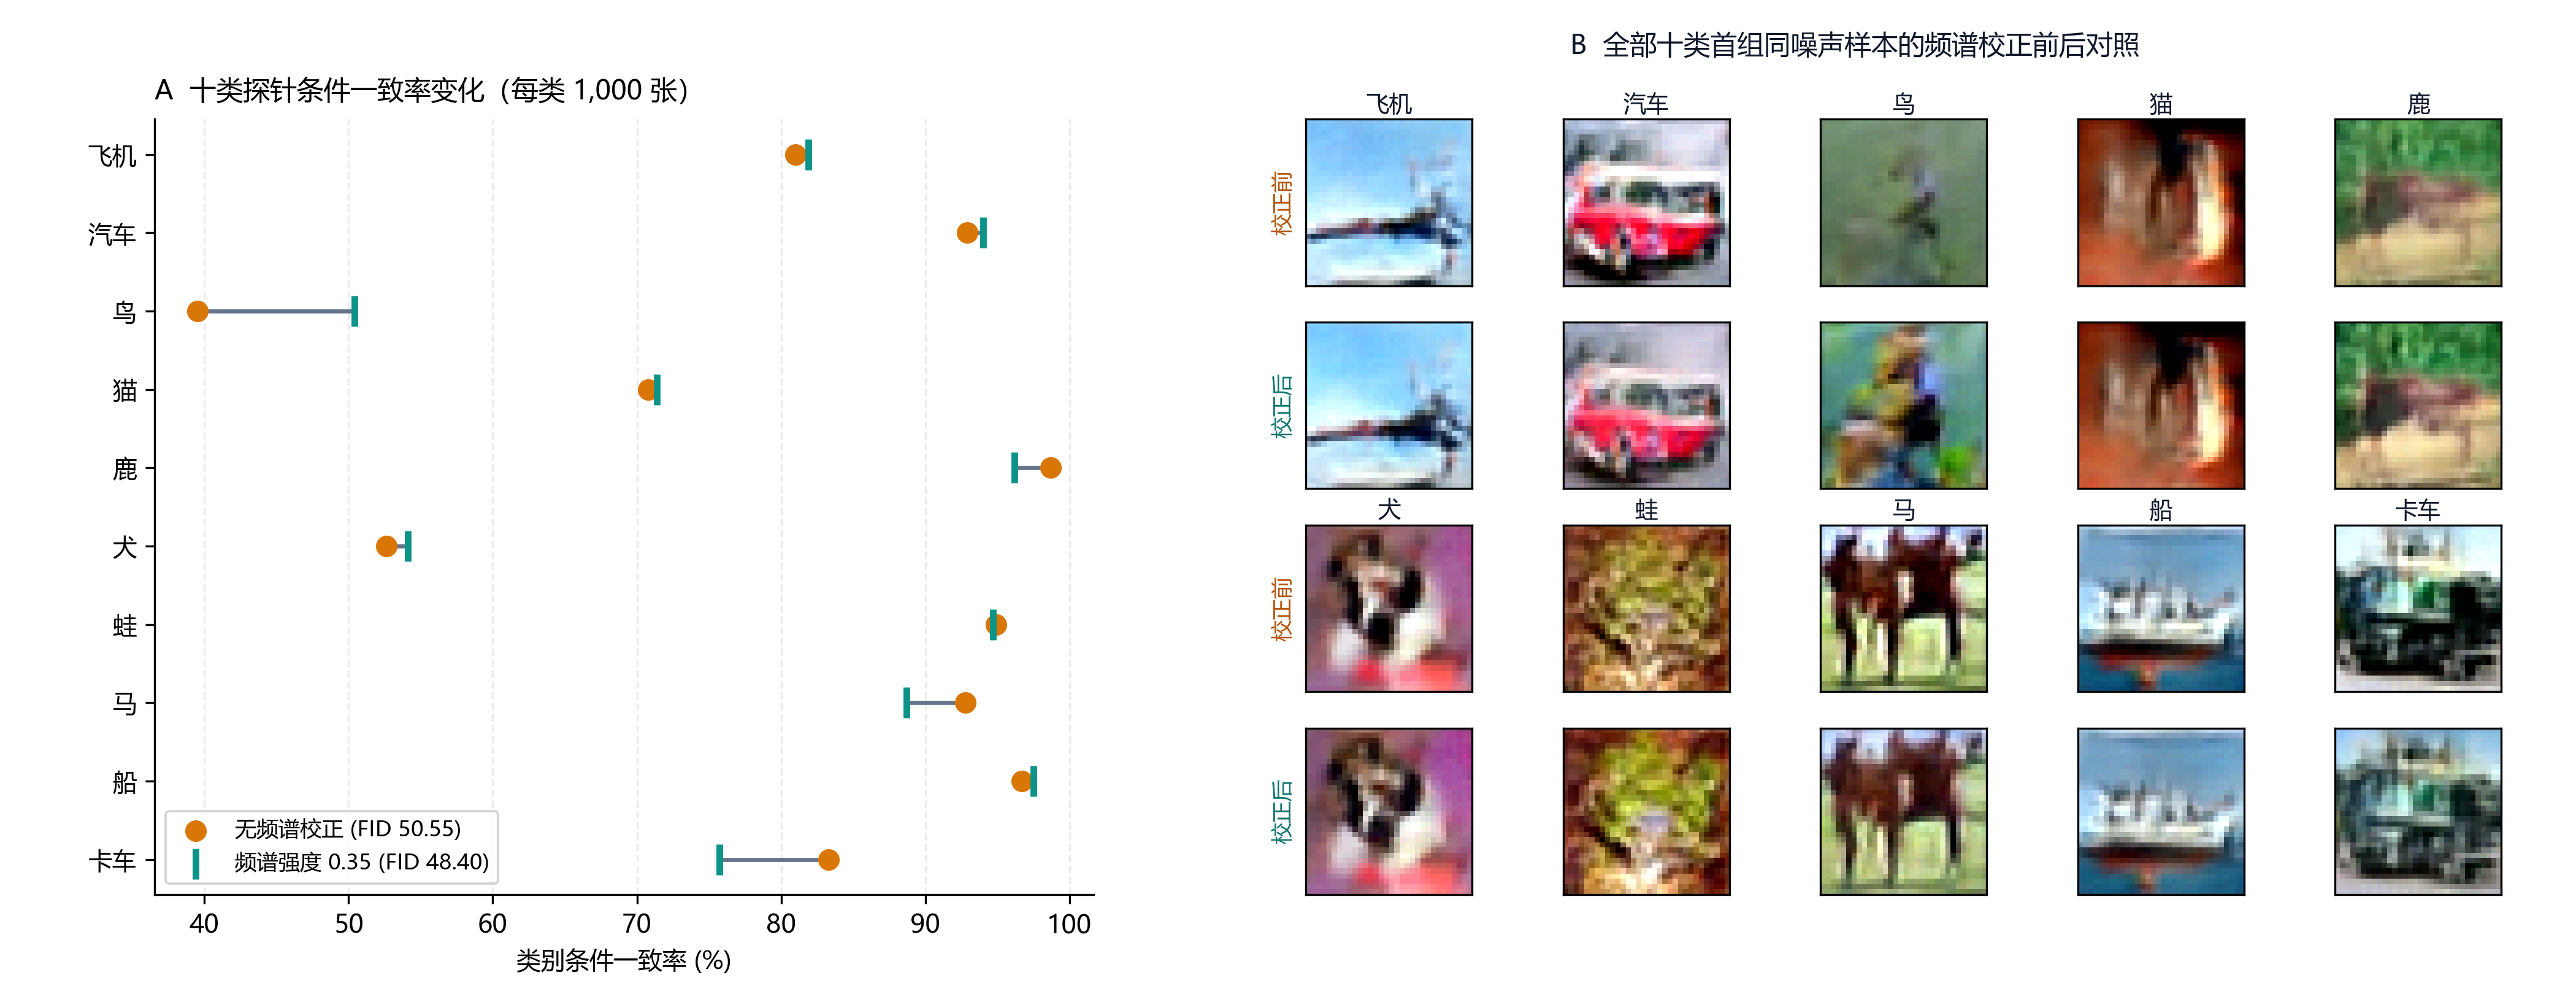 A 十类探针条件一致率变化（每类 1,000 张）
飞机
汽车
鸟
猫
鹿
犬
蛙
马
船
卡车
无频谱校正 (FID 50.55)
频谱强度 0.35 (FID 48.40)
40 50 60 70 80 90 100
类别条件一致率 (%)
B 全部十类首组同噪声样本的频谱校正前后对照
飞机 汽车 鸟 猫 鹿
校正前
校正后
犬 蛙 马 船 卡车
校正前
校正后